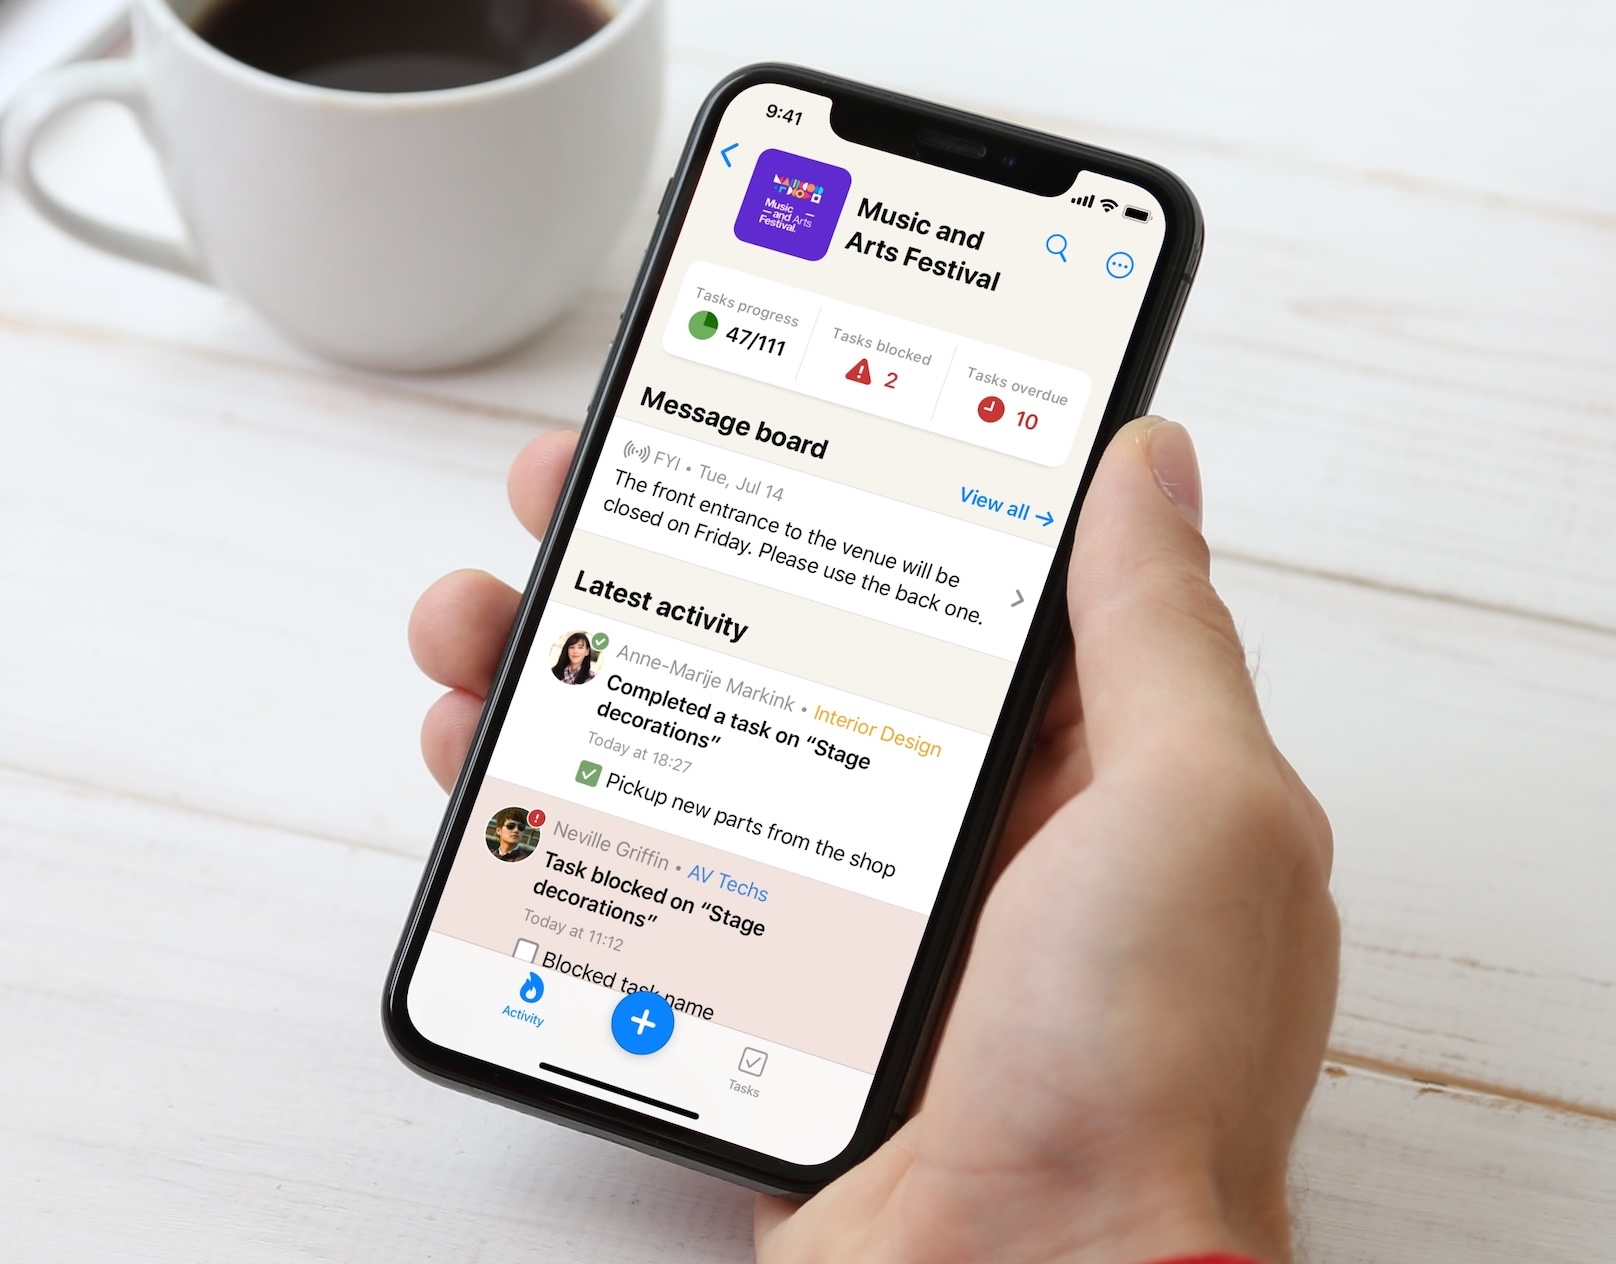 9:41
Music
and Arts
Festival.
Music and
Arts Festival
Tasks progress
47/111
Tasks blocked
2
Tasks overdue
10
Message board
View all →
FYI • Tue, Jul 14
The front entrance to the venue will be
closed on Friday. Please use the back one.
Latest activity
Anne-Marije Markink • Interior Design
Completed a task on “Stage
decorations”
Today at 18:27
Pickup new parts from the shop
Neville Griffin • AV Techs
Task blocked on “Stage
decorations”
Today at 11:12
Blocked task name
Activity
Tasks